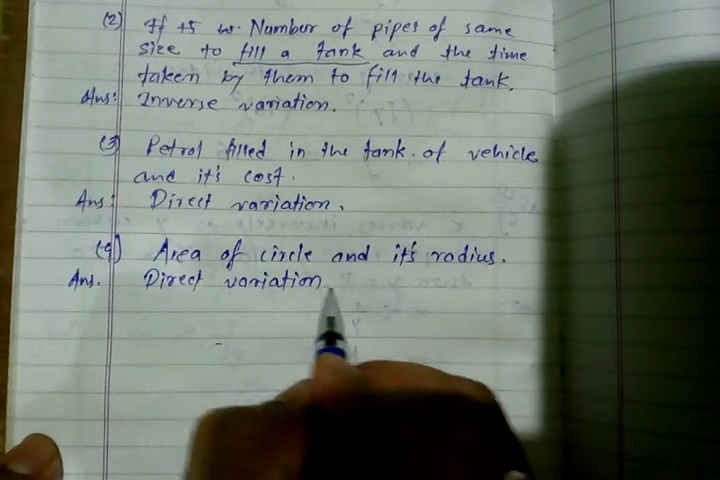 (2) Number of pipes of same
size to fill a tank and the time
taken by them to fill the tank.
Ans: Inverse variation.
(3) Petrol filled in the tank of vehicle
and it's cost.
Ans: Direct variation.
(4) Area of circle and it's radius.
Ans. Direct variation